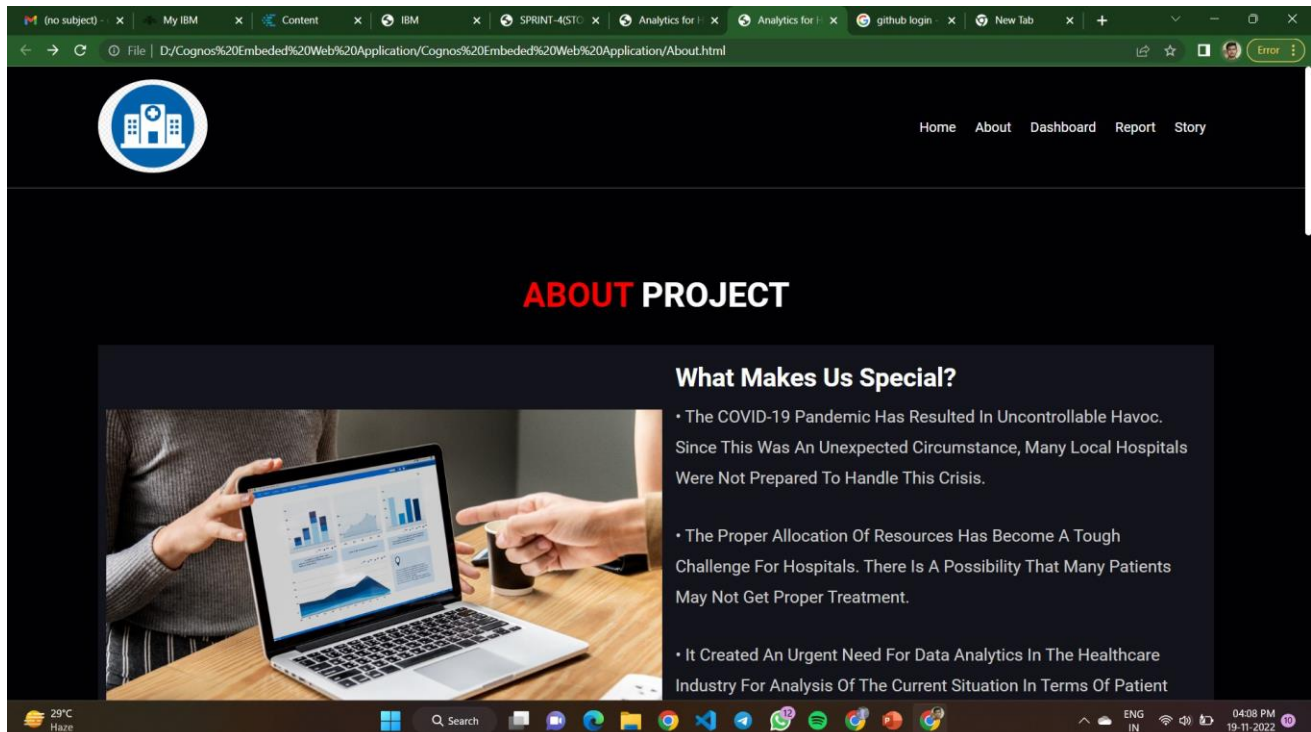 (no subject) -
My IBM
Content
IBM
SPRINT-4(STO
Analytics for H
Analytics for H
github login -
New Tab
File | D:/Cognos%20Embeded%20Web%20Application/Cognos%20Embeded%20Web%20Application/About.html
Error
Home About Dashboard Report Story
ABOUT PROJECT
What Makes Us Special?
• The COVID-19 Pandemic Has Resulted In Uncontrollable Havoc.
Since This Was An Unexpected Circumstance, Many Local Hospitals
Were Not Prepared To Handle This Crisis.
• The Proper Allocation Of Resources Has Become A Tough
Challenge For Hospitals. There Is A Possibility That Many Patients
May Not Get Proper Treatment.
• It Created An Urgent Need For Data Analytics In The Healthcare
Industry For Analysis Of The Current Situation In Terms Of Patient
29°C
Haze
Search
12
ENG
IN
04:08 PM
19-11-2022
10